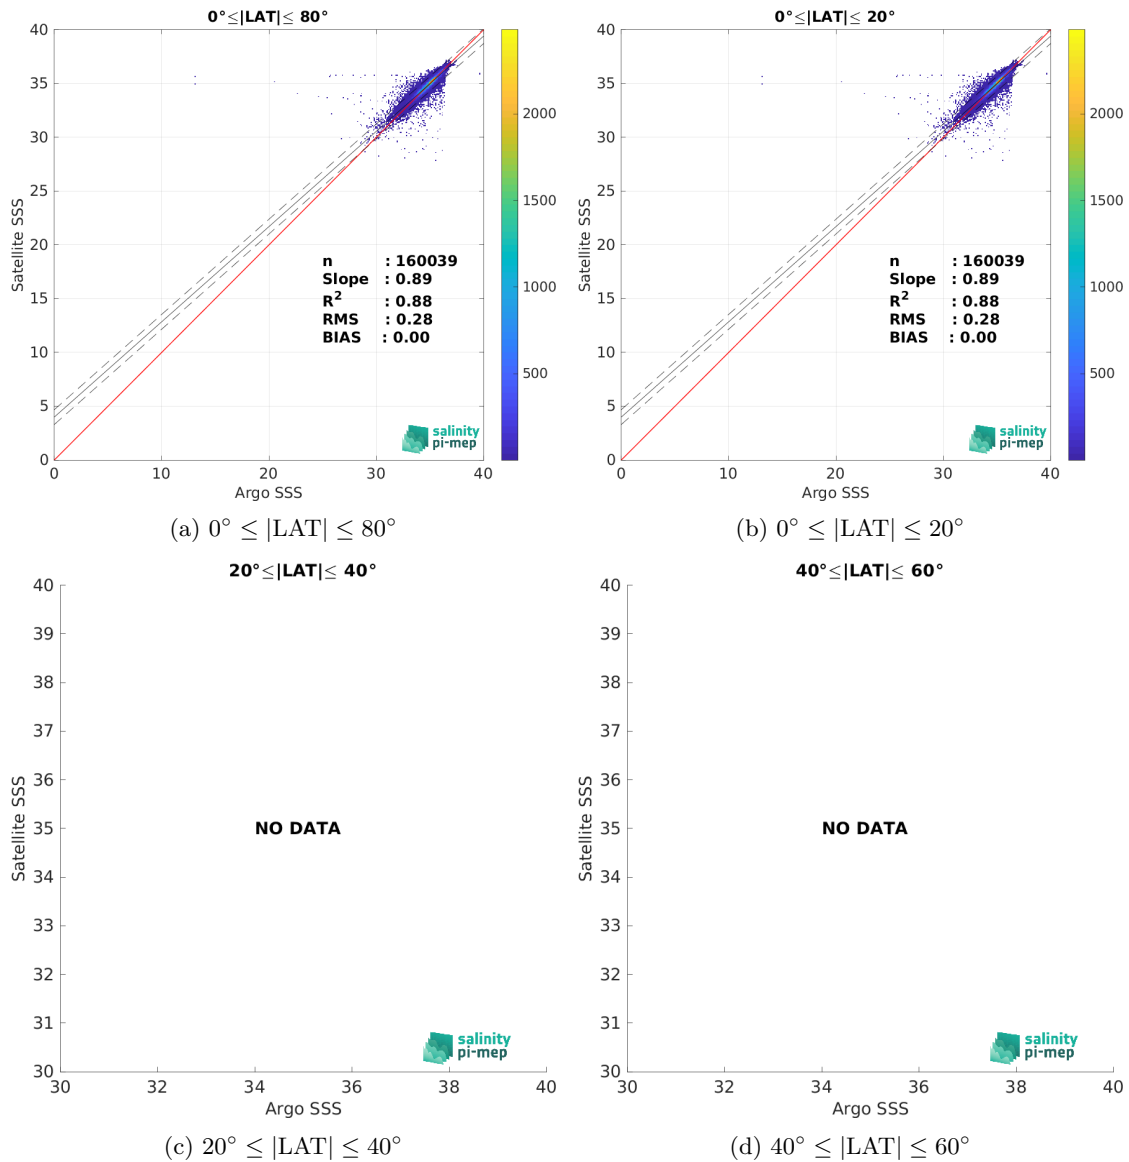 0°≤|LAT|≤ 80°
40
35
30
25
20
15
10
5
0
Satellite SSS
0
10
20
30
40
Argo SSS
2000
1500
1000
500
n : 160039
Slope : 0.89
R² : 0.88
RMS : 0.28
BIAS : 0.00
salinity
pi-mep
(a) 0° ≤ |LAT| ≤ 80°
0°≤|LAT|≤ 20°
40
35
30
25
20
15
10
5
0
Satellite SSS
0
10
20
30
40
Argo SSS
2000
1500
1000
500
n : 160039
Slope : 0.89
R² : 0.88
RMS : 0.28
BIAS : 0.00
salinity
pi-mep
(b) 0° ≤ |LAT| ≤ 20°
20°≤|LAT|≤ 40°
40
39
38
37
36
35
34
33
32
31
30
Satellite SSS
NO DATA
salinity
pi-mep
30
32
34
36
38
40
Argo SSS
(c) 20° ≤ |LAT| ≤ 40°
40°≤|LAT|≤ 60°
40
39
38
37
36
35
34
33
32
31
30
Satellite SSS
NO DATA
salinity
pi-mep
30
32
34
36
38
40
Argo SSS
(d) 40° ≤ |LAT| ≤ 60°